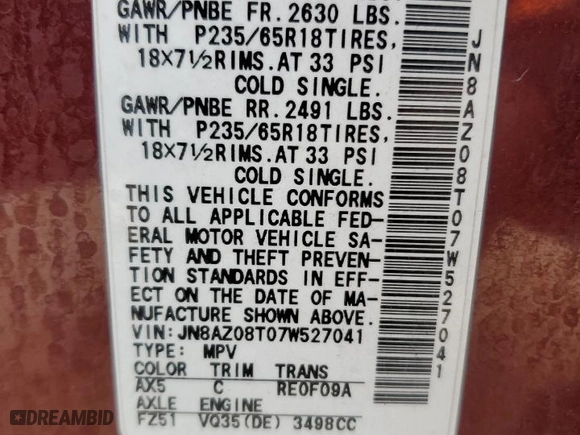 GAWR/PNBE FR. 2630 LBS.
WITH P235/65R18TIRES,
18X7½RIMS.AT 33 PSI
COLD SINGLE.
GAWR/PNBE RR. 2491 LBS.
WITH P235/65R18TIRES,
18X7½RIMS.AT 33 PSI
COLD SINGLE.
THIS VEHICLE CONFORMS
TO ALL APPLICABLE FED-
ERAL MOTOR VEHICLE SA-
FETY AND THEFT PREVEN-
TION STANDARDS IN EFF-
ECT ON THE DATE OF MA-
NUFACTURE SHOWN ABOVE.
VIN: JN8AZ08T07W527041
TYPE: MPV
COLOR TRIM TRANS
AX5 C RE0F09A
AXLE ENGINE
FZ51 VQ35(DE) 3498CC
JN8AZ08T07W527041
DREAMBID